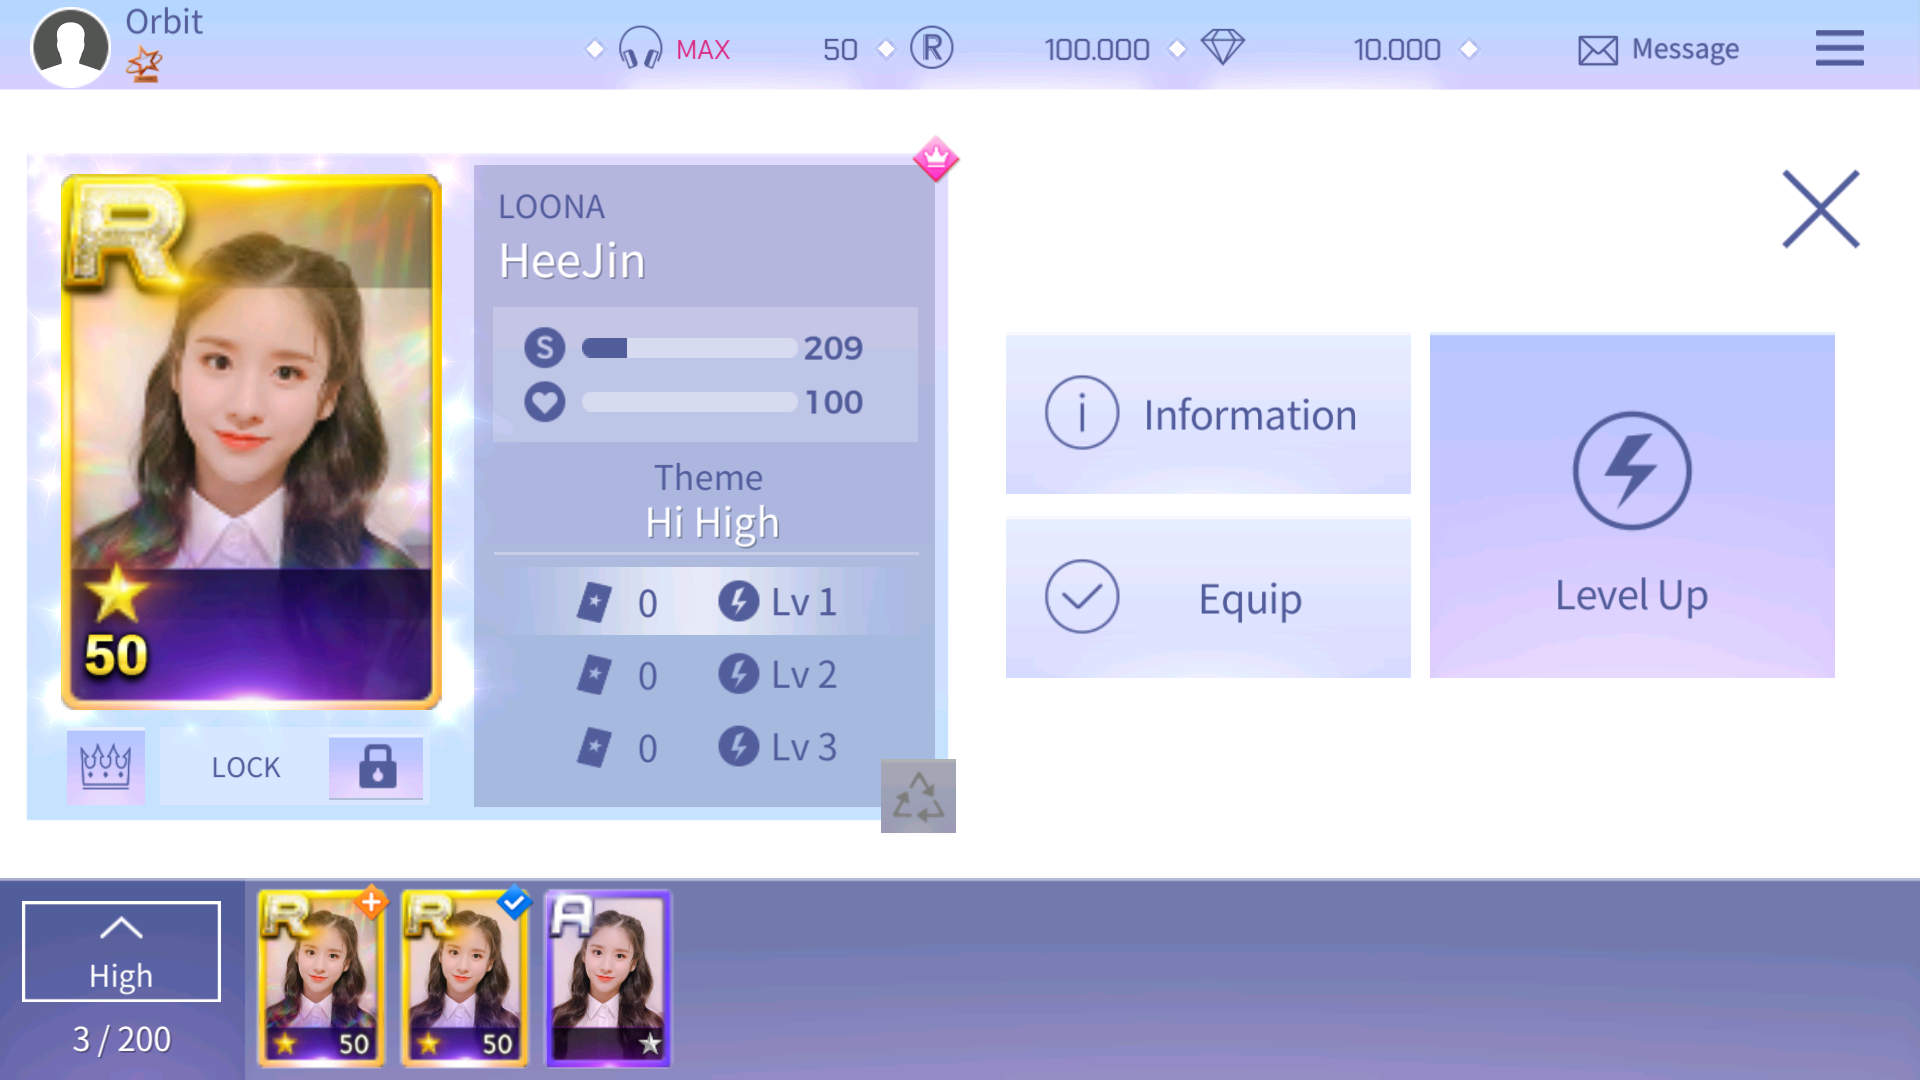 Orbit
MAX
50
R
100.000
10.000
Message
R
50
LOCK
LOONA
HeeJin
S 209
100
Theme
Hi High
0 Lv 1
0 Lv 2
0 Lv 3
i Information
Equip
Level Up
High
3 / 200
R 50
R 50
A